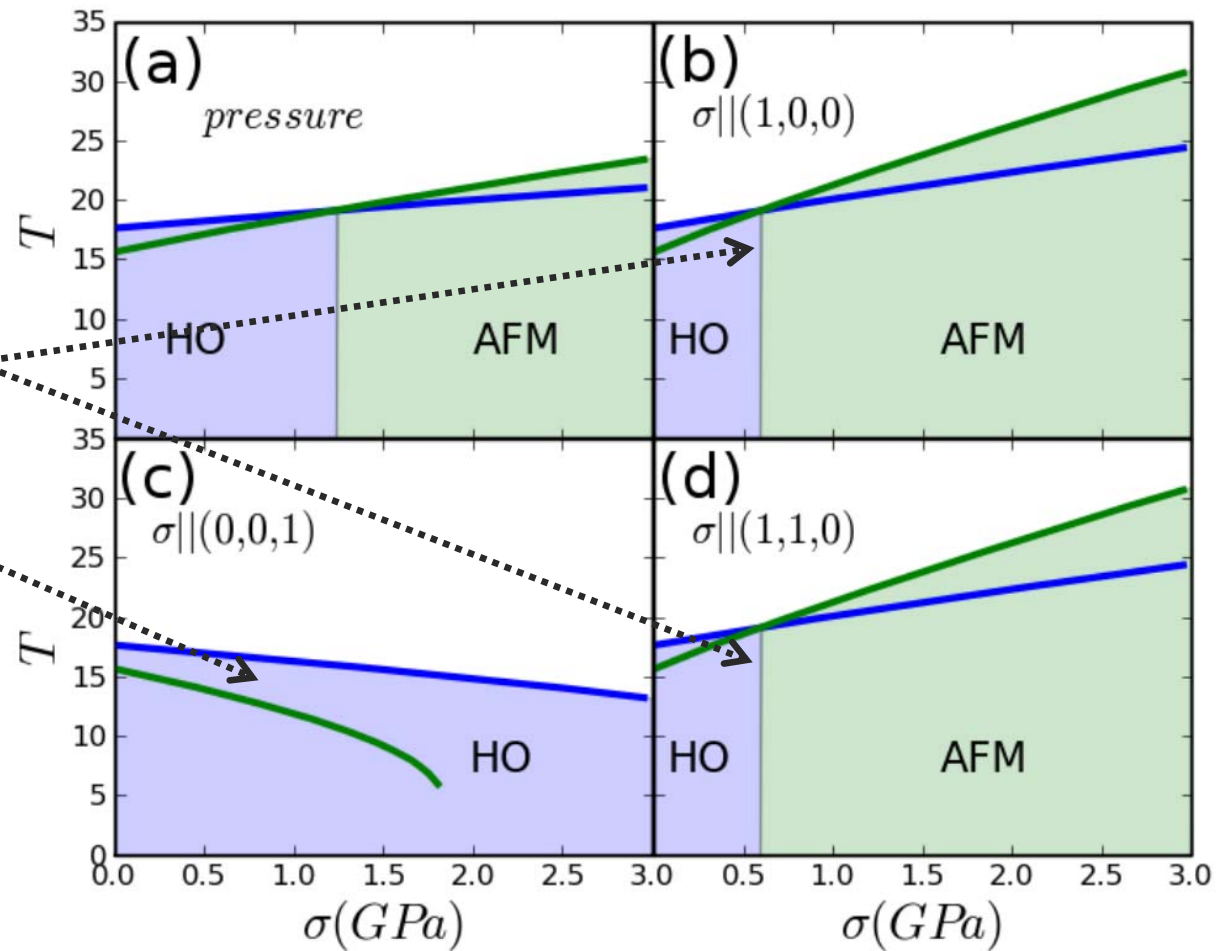 (a)
pressure
HO
AFM
T
35
30
25
20
15
10
5
(b)
σ||(1,0,0)
HO
AFM
(c)
σ||(0,0,1)
HO
T
35
30
25
20
15
10
5
0
0.0 0.5 1.0 1.5 2.0 2.5 3.0
σ(GPa)
(d)
σ||(1,1,0)
HO
AFM
0.5 1.0 1.5 2.0 2.5 3.0
σ(GPa)